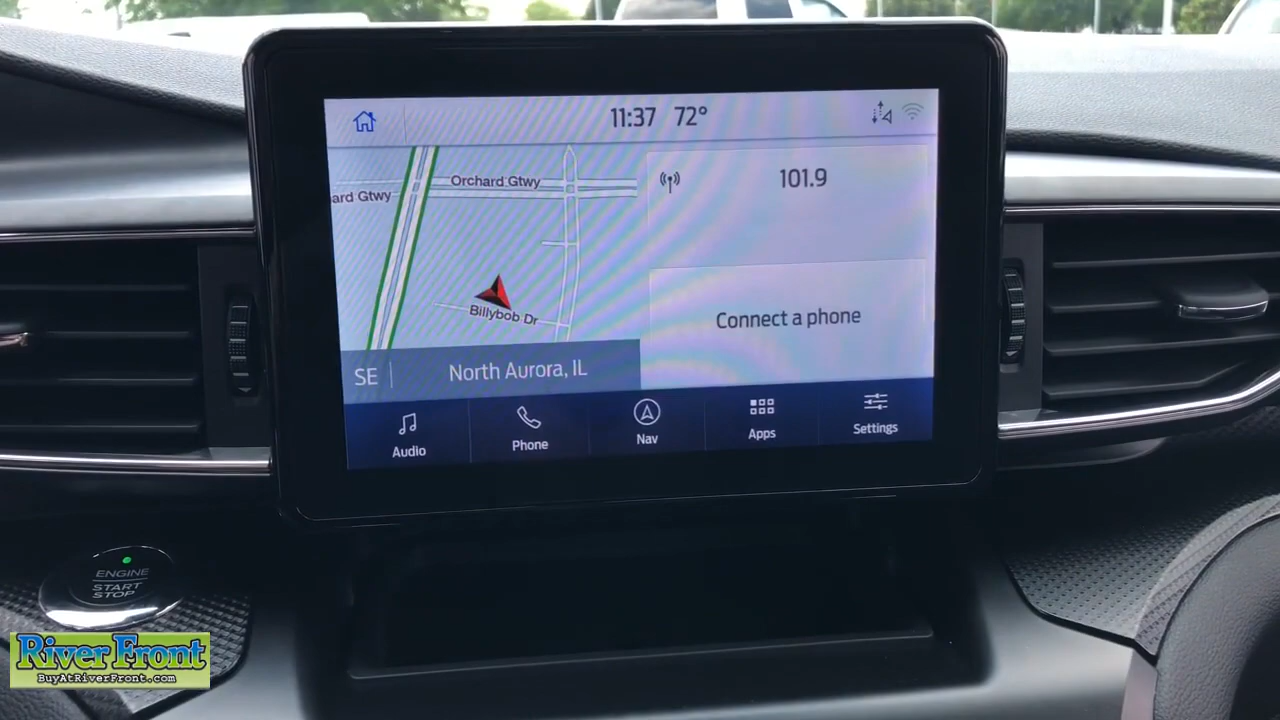 11:37 72°
Orchard Gtwy
ard Gtwy
101.9
Billybob Dr
Connect a phone
SE
North Aurora, IL
Audio
Phone
Nav
Apps
Settings
ENGINE
START
STOP
River Front
BuyAtRiverFront.com